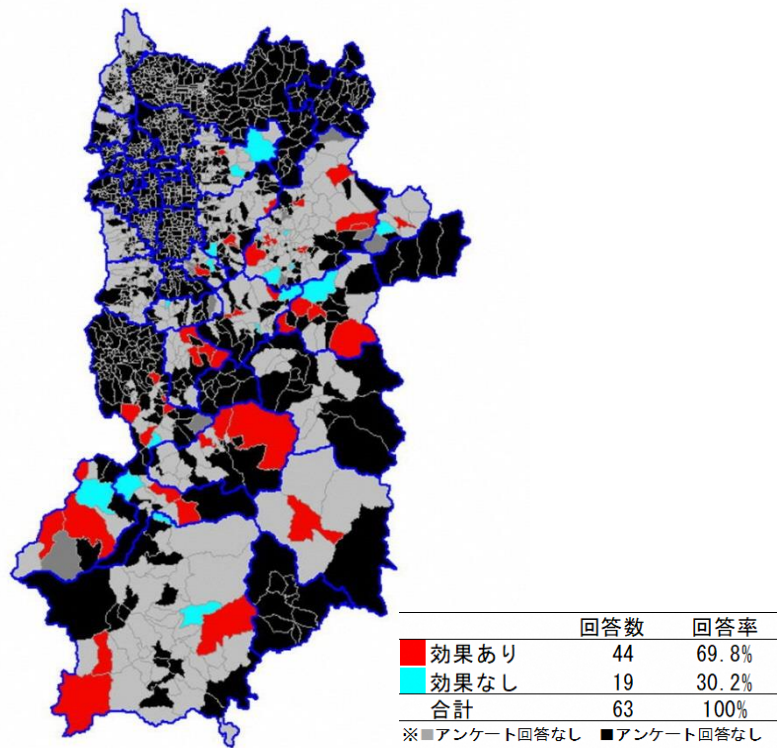 回答数 回答率
効果あり 44 69.8%
効果なし 19 30.2%
合計 63 100%
※■アンケート回答なし ■アンケート回答なし